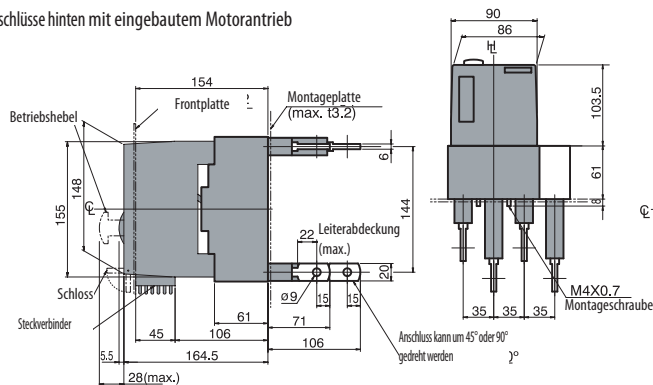 schlüsse hinten mit eingebautem Motorantrieb
154
Frontplatte
Betriebshebel
Montageplatte
(max. t3.2)
6
148
155
144
Leiterabdeckung
(max.)
22
20
ø9
15
15
Schloss
Steckverbinder
61
71
45
106
106
5.5
164.5
28(max.)
Anschluss kann um 45° oder 90°
gedreht werden
2°
90
86
103.5
61
8
M4X0.7
Montageschraube
35
35
35